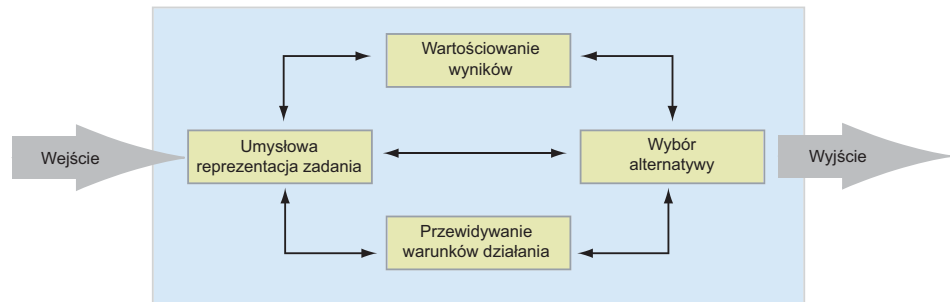 Wartościowanie
wyników
Wejście
Umysłowa
reprezentacja zadania
Wybór
alternatywy
Wyjście
Przewidywanie
warunków działania